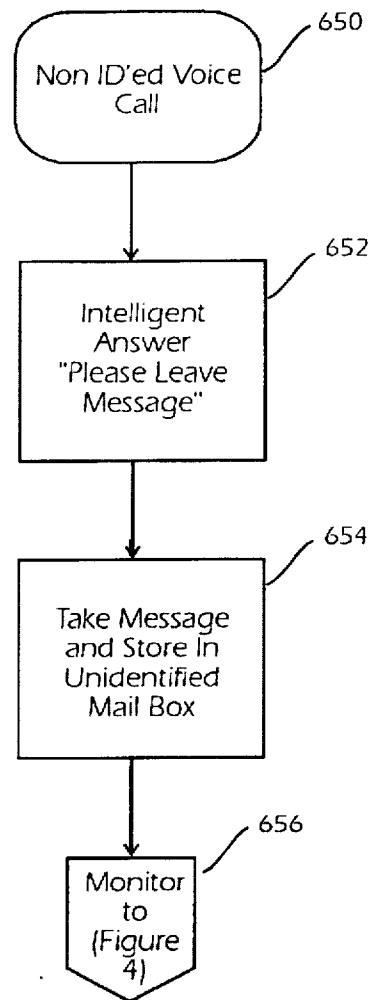 650
Non ID'ed Voice
Call
652
Intelligent
Answer
"Please Leave
Message"
654
Take Message
and Store In
Unidentified
Mail Box
656
Monitor
to
(Figure
4)